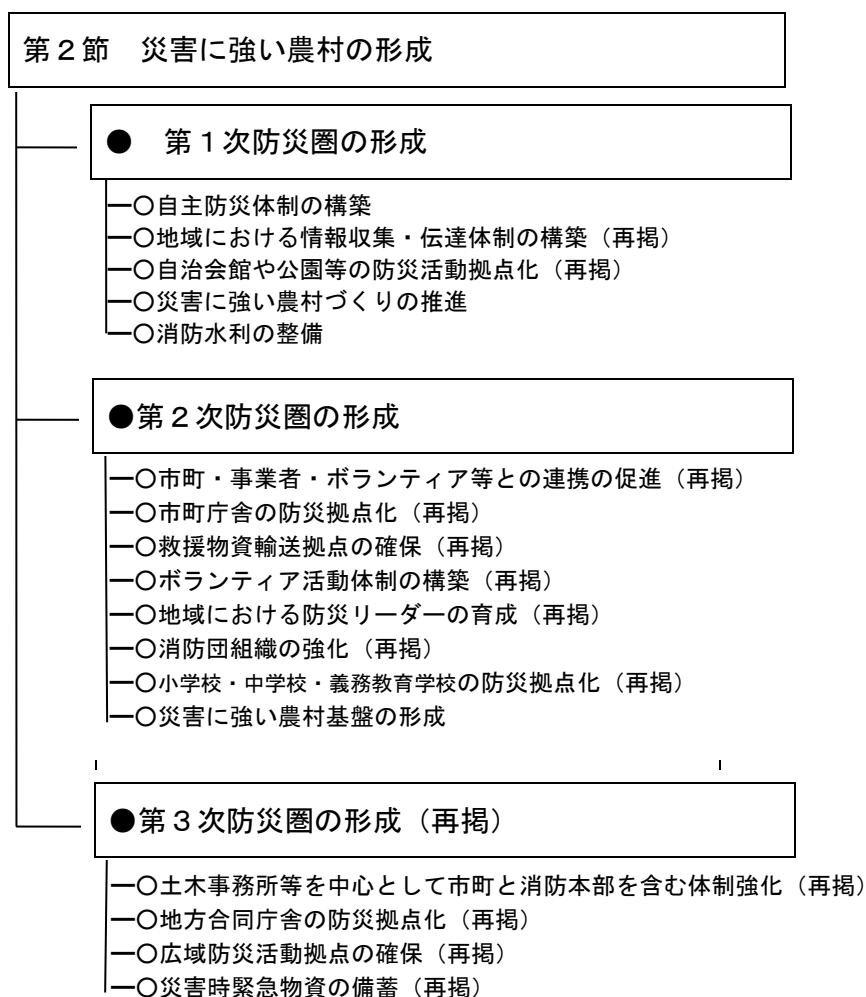 第２節　災害に強い農村の形成
●　第１次防災圏の形成
○自主防災体制の構築
○地域における情報収集・伝達体制の構築（再掲）
○自治会館や公園等の防災活動拠点化（再掲）
○災害に強い農村づくりの推進
○消防水利の整備
●第２次防災圏の形成
○市町・事業者・ボランティア等との連携の促進（再掲）
○市町庁舎の防災拠点化（再掲）
○救援物資輸送拠点の確保（再掲）
○ボランティア活動体制の構築（再掲）
○地域における防災リーダーの育成（再掲）
○消防団組織の強化（再掲）
○小学校・中学校・義務教育学校の防災拠点化（再掲）
○災害に強い農村基盤の形成
●第３次防災圏の形成（再掲）
○土木事務所等を中心として市町と消防本部を含む体制強化（再掲）
○地方合同庁舎の防災拠点化（再掲）
○広域防災活動拠点の確保（再掲）
○災害時緊急物資の備蓄（再掲）